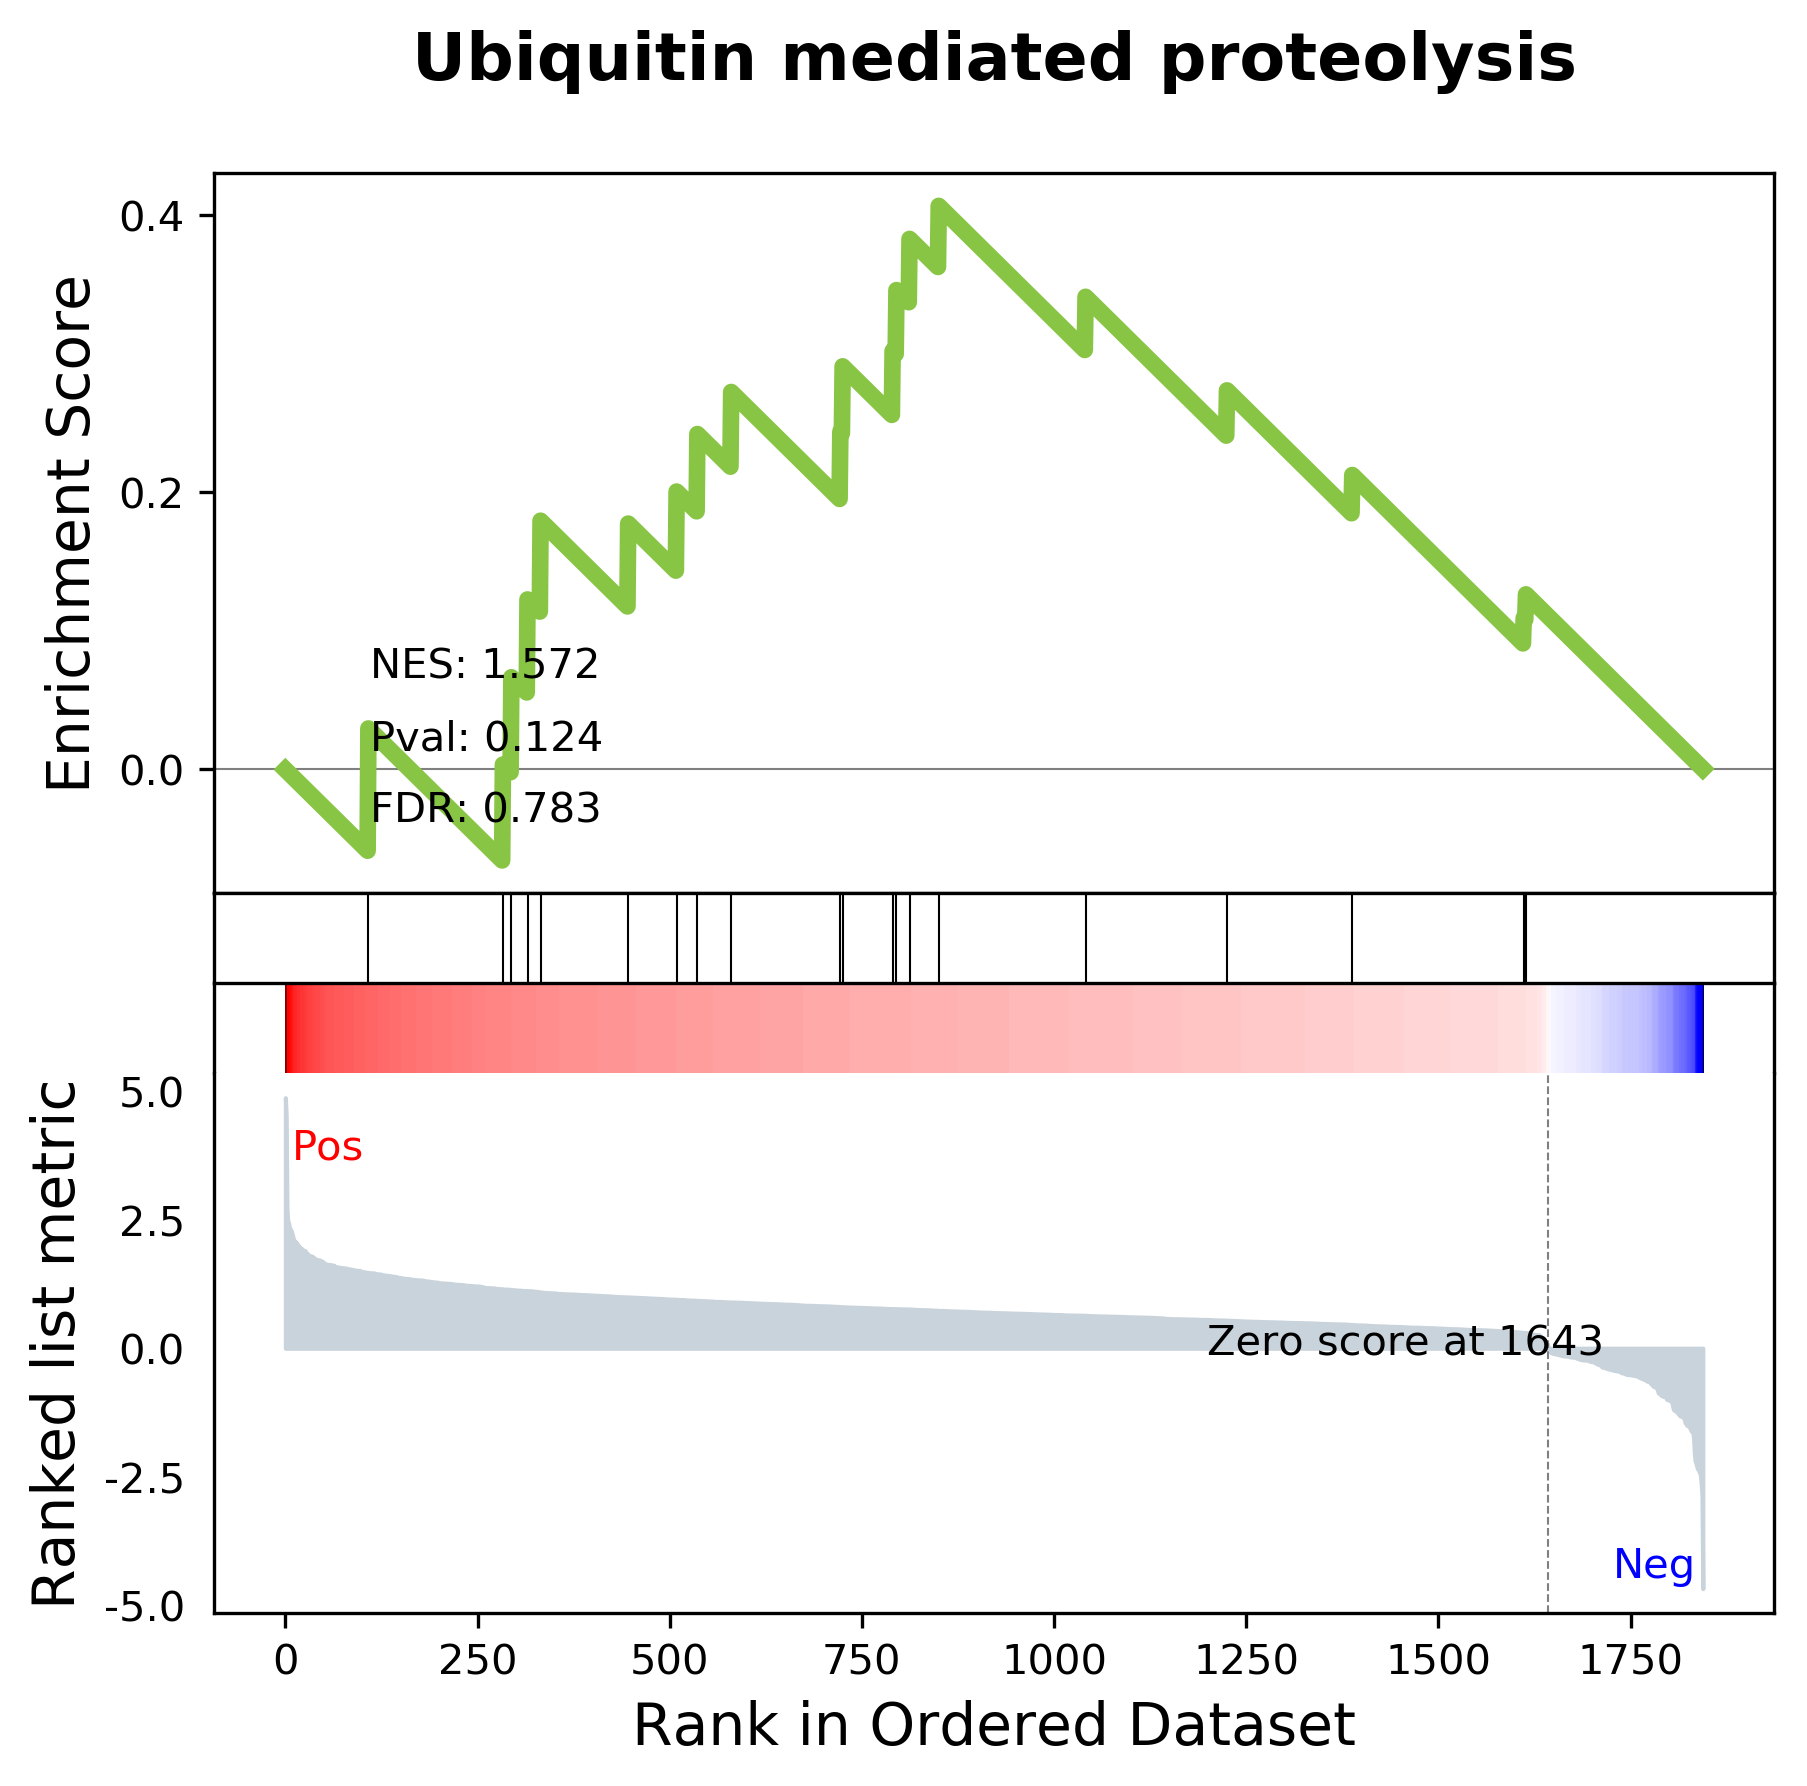 Ubiquitin mediated proteolysis
Enrichment Score
0.4
0.2
0.0
NES: 1.572
Pval: 0.124
FDR: 0.783
Ranked list metric
5.0
2.5
0.0
-2.5
-5.0
Pos
Zero score at 1643
Neg
0 250 500 750 1000 1250 1500 1750
Rank in Ordered Dataset